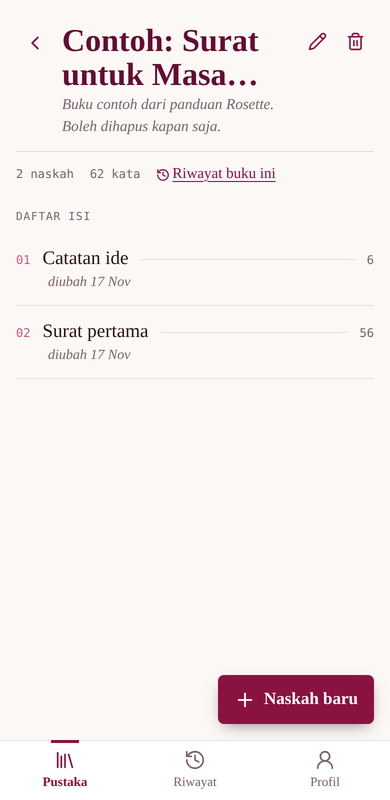 Contoh: Surat
untuk Masa…
Buku contoh dari panduan Rosette.
Boleh dihapus kapan saja.
2 naskah 62 kata Riwayat buku ini
DAFTAR ISI
01 Catatan ide 6
diubah 17 Nov
02 Surat pertama 56
diubah 17 Nov
Naskah baru
Pustaka Riwayat Profil